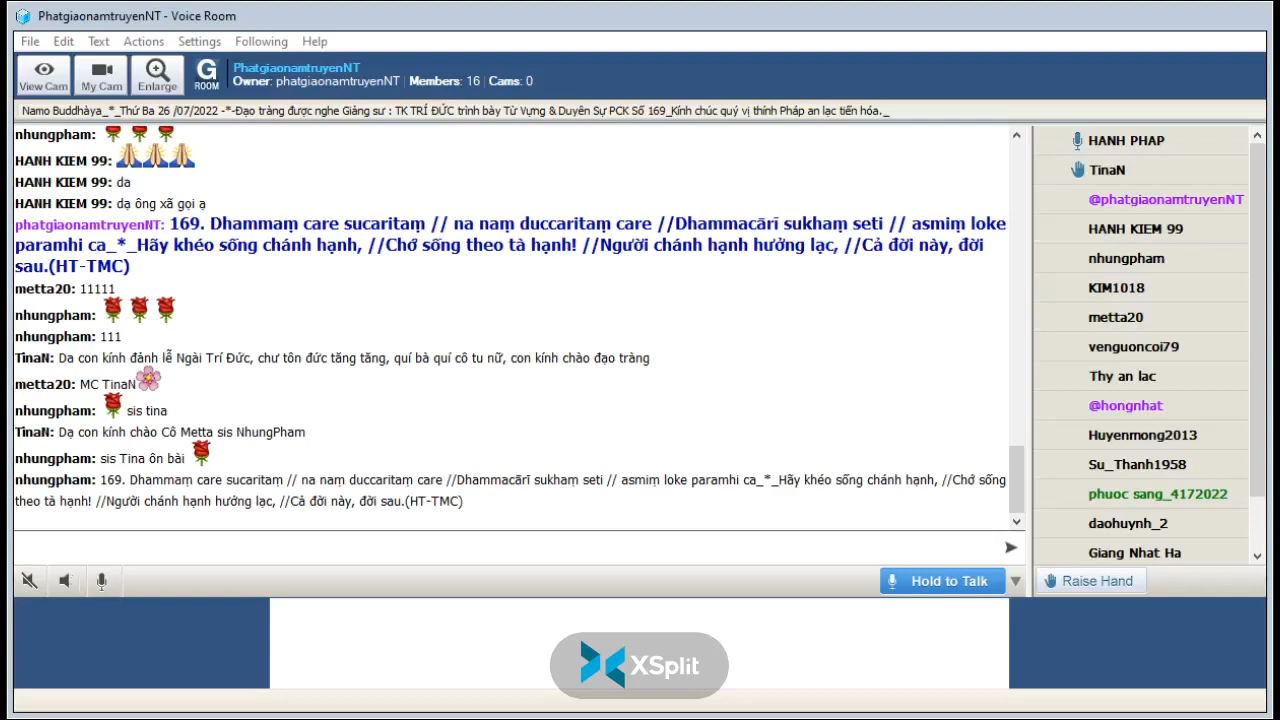 PhatgiaonamtruyenNT - Voice Room
File Edit Text Actions Settings Following Help
View Cam My Cam Enlarge G ROOM PhatgiaonamtruyenNT
Owner: phatgiaonamtruyenNT | Members: 16 | Cams: 0
Namo Buddhàya_*_Thứ Ba 26 /07/2022 -*-Đạo tràng được nghe Giảng sư : TK TRÍ ĐỨC trình bày Từ Vựng & Duyên Sự PCK Số 169_Kính chúc quý vị thính Pháp an lạc tiến hóa._
nhungpham:
HANH KIEM 99:
HANH KIEM 99: da
HANH KIEM 99: dạ ông xã gọi ạ
phatgiaonamtruyenNT: 169. Dhammaṃ care sucaritaṃ // na naṃ duccaritaṃ care //Dhammacārī sukhaṃ seti // asmiṃ loke
paramhi ca_*_Hãy khéo sống chánh hạnh, //Chớ sống theo tà hạnh! //Người chánh hạnh hưởng lạc, //Cả đời này, đời
sau.(HT-TMC)
metta20: 11111
nhungpham:
nhungpham: 111
TinaN: Da con kính đảnh lễ Ngài Trí Đức, chư tôn đức tăng tăng, quí bà quí cô tu nữ, con kính chào đạo tràng
metta20: MC TinaN
nhungpham: sis tina
TinaN: Dạ con kính chào Cô Metta sis NhungPham
nhungpham: sis Tina ôn bài
nhungpham: 169. Dhammaṃ care sucaritaṃ // na naṃ duccaritaṃ care //Dhammacārī sukhaṃ seti // asmiṃ loke paramhi ca_*_Hãy khéo sống chánh hạnh, //Chớ sống
theo tà hạnh! //Người chánh hạnh hưởng lạc, //Cả đời này, đời sau.(HT-TMC)
HANH PHAP
TinaN
@phatgiaonamtruyenNT
HANH KIEM 99
nhungpham
KIM1018
metta20
venguoncoi79
Thy an lac
@hongnhat
Huyenmong2013
Su_Thanh1958
phuoc sang_4172022
daohuynh_2
Giang Nhat Ha
Hold to Talk
Raise Hand
XSplit